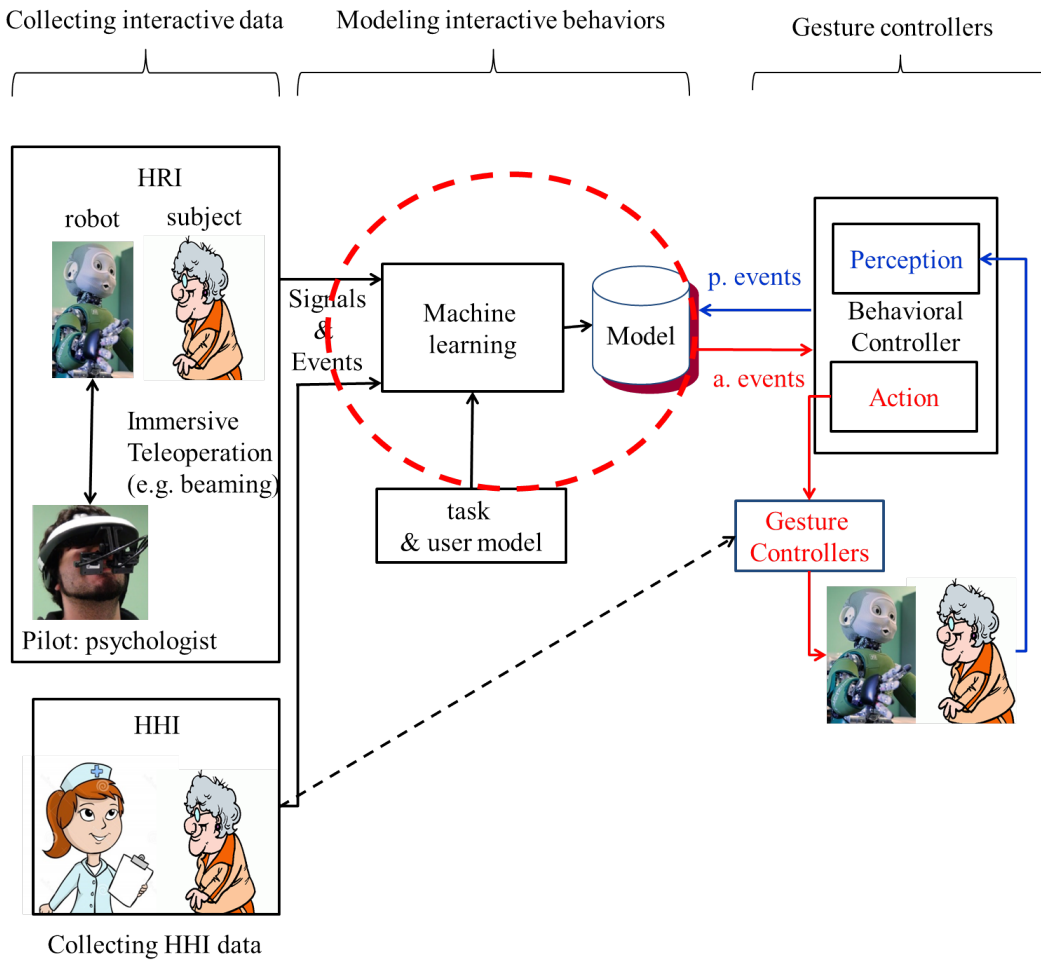 Collecting interactive data
Modeling interactive behaviors
Gesture controllers
HRI
robot
subject
Immersive
Teleoperation
(e.g. beaming)
Pilot: psychologist
HHI
Collecting HHI data
Signals
&
Events
Machine
learning
task
& user model
Model
p. events
a. events
Perception
Behavioral
Controller
Action
Gesture
Controllers